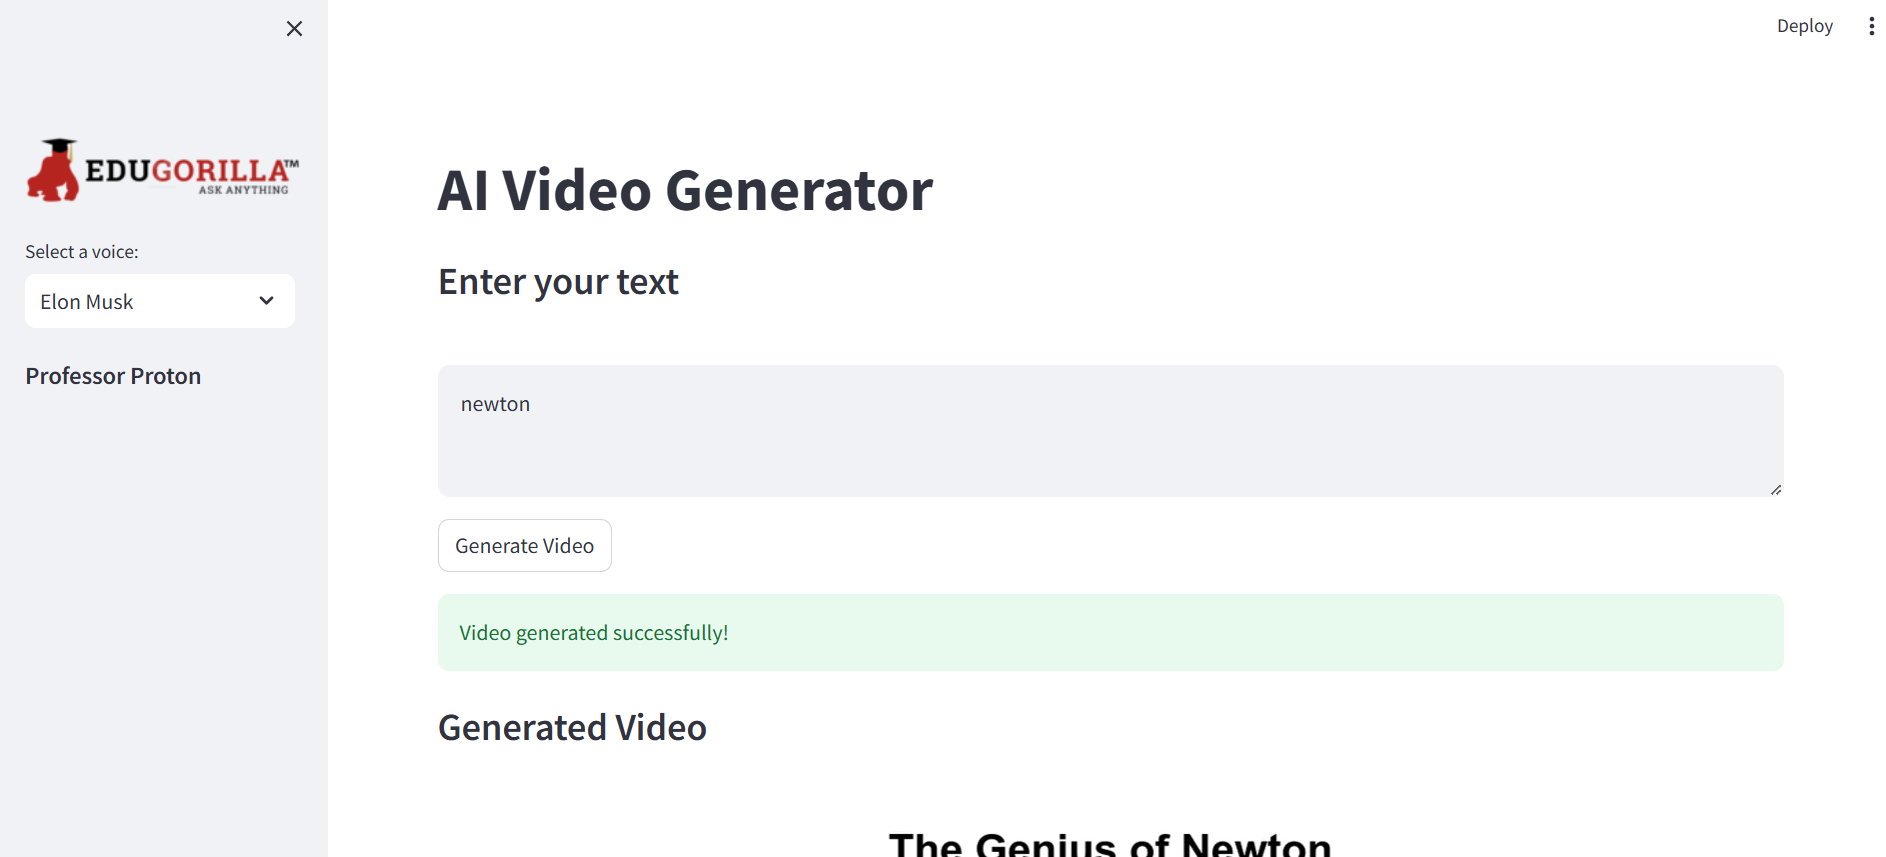 Deploy
EDUGORILLA™
ASK ANYTHING
Select a voice:
Elon Musk
Professor Proton
AI Video Generator
Enter your text
newton
Generate Video
Video generated successfully!
Generated Video
The Genius of Newton